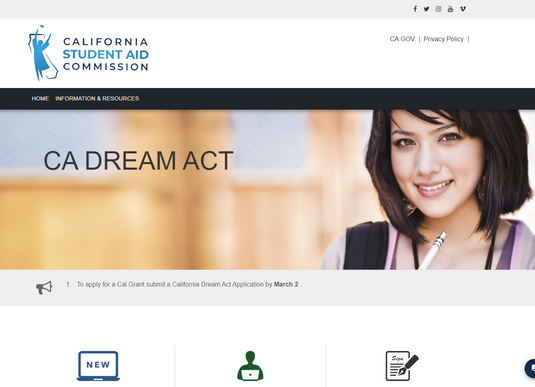 CA.GOV | Privacy Policy |
CALIFORNIA
STUDENT AID
COMMISSION
HOME INFORMATION & RESOURCES
CA DREAM ACT
1. To apply for a Cal Grant submit a California Dream Act Application by March 2.
NEW
Sign